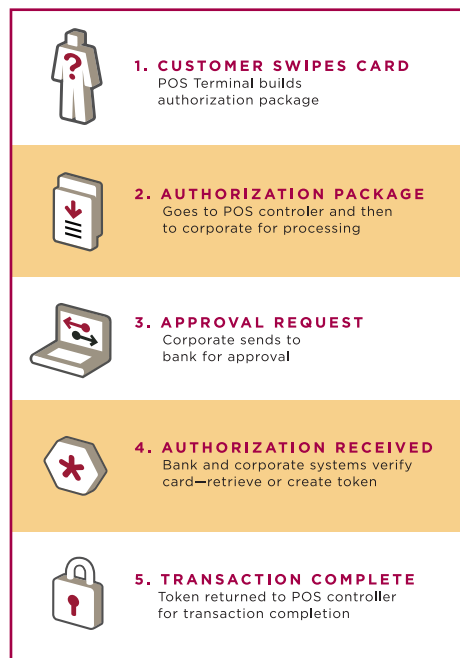 ?
1. CUSTOMER SWIPES CARD
POS Terminal builds
authorization package
2. AUTHORIZATION PACKAGE
Goes to POS controler and then
to corporate for processing
3. APPROVAL REQUEST
Corporate sends to
bank for approval
4. AUTHORIZATION RECEIVED
Bank and corporate systems verify
card—retrieve or create token
5. TRANSACTION COMPLETE
Token returned to POS controller
for transaction completion